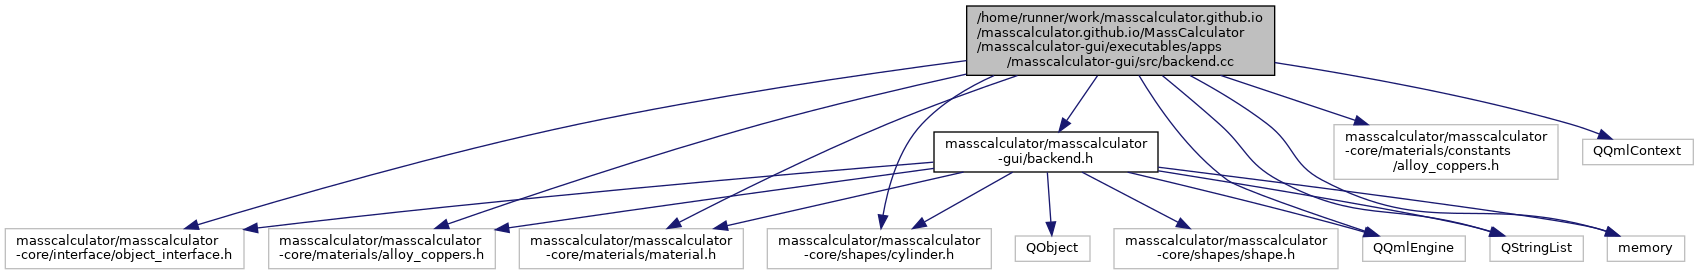 /home/runner/work/masscalculator.github.io
/masscalculator.github.io/MassCalculator
/masscalculator-gui/executables/apps
/masscalculator-gui/src/backend.cc
masscalculator/masscalculator
-gui/backend.h
masscalculator/masscalculator
-core/materials/constants
/alloy_coppers.h
QQmlContext
masscalculator/masscalculator
-core/interface/object_interface.h
masscalculator/masscalculator
-core/materials/alloy_coppers.h
masscalculator/masscalculator
-core/materials/material.h
masscalculator/masscalculator
-core/shapes/cylinder.h
QObject
masscalculator/masscalculator
-core/shapes/shape.h
QQmlEngine
QStringList
memory